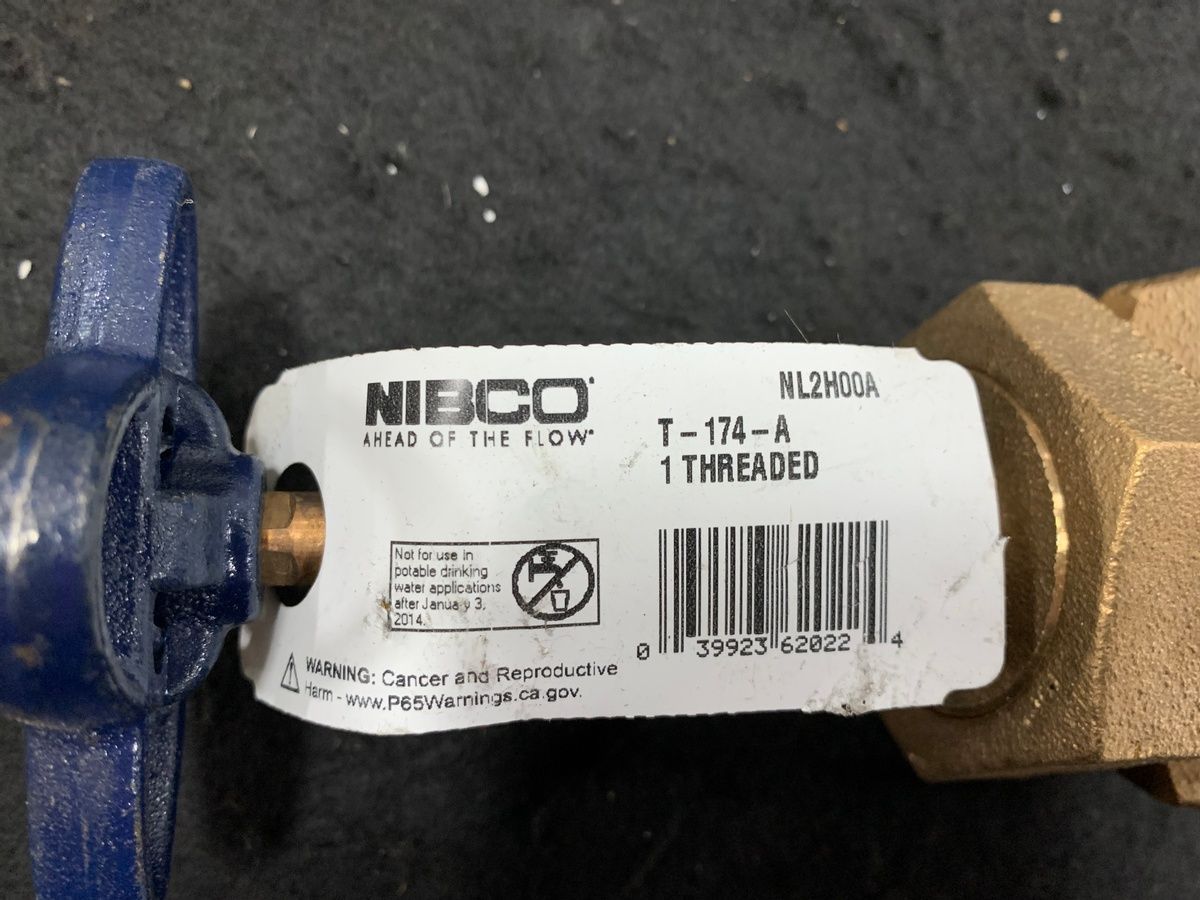 NIBCO
AHEAD OF THE FLOW
NL2H00A
T-174-A
1 THREADED
Not for use in
potable drinking
water applications
after Janua y 3,
2014.
0 39923 62022 4
WARNING: Cancer and Reproductive
Harm - www.P65Warnings.ca.gov.